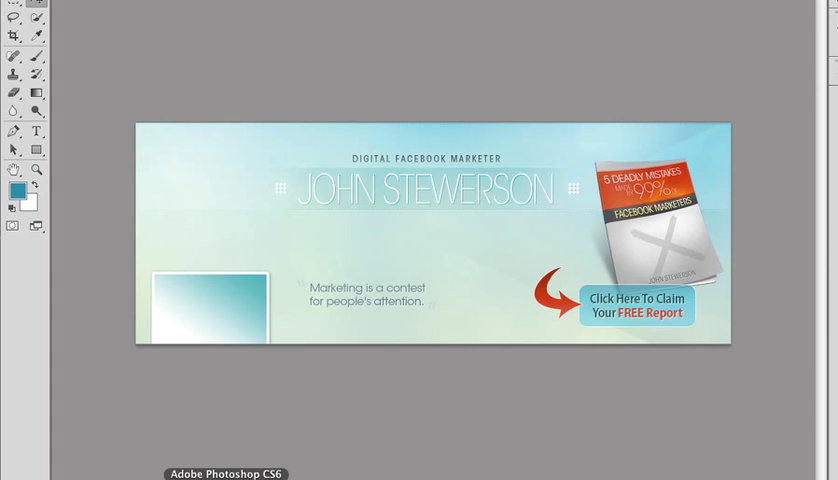 DIGITAL FACEBOOK MARKETER
JOHN STEWERSON
5 DEADLY MISTAKES
MADE
BY 99% OF
FACEBOOK MARKETERS
JOHN STEWERSON
" Marketing is a contest
for people's attention. "
Click Here To Claim
Your FREE Report
Adobe Photoshop CS6